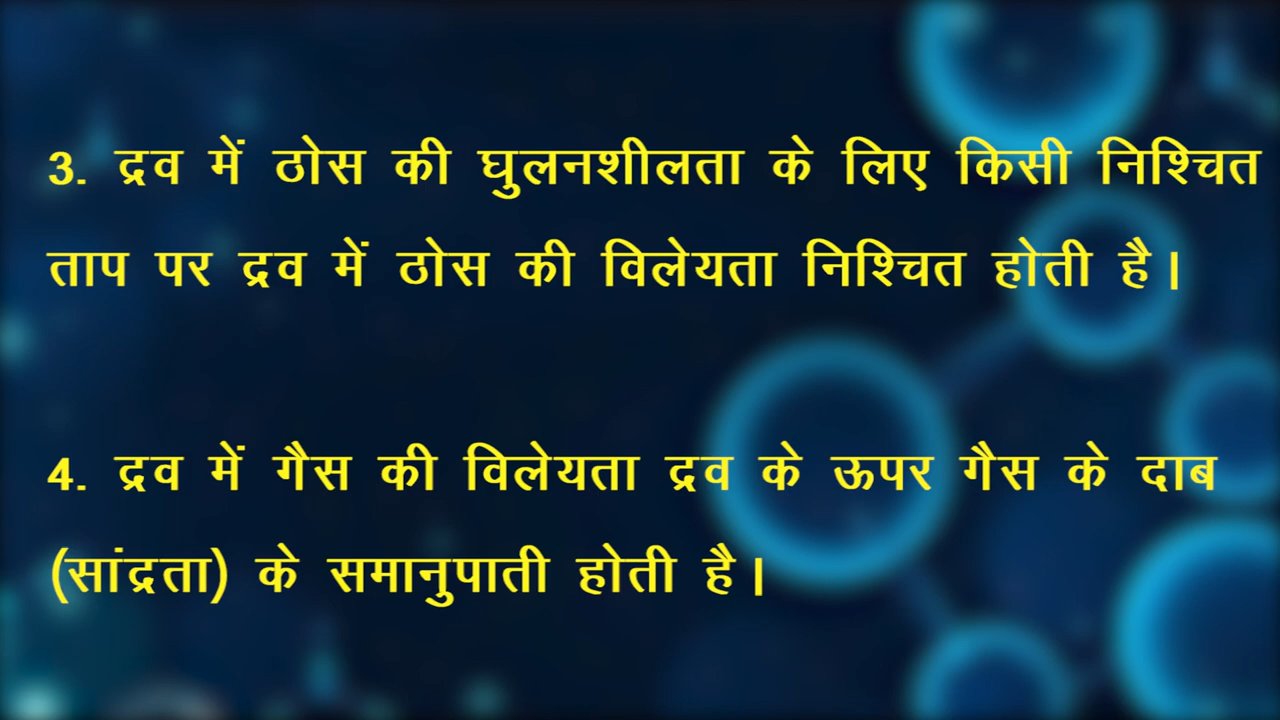 3. द्रव में ठोस की घुलनशीलता के लिए किसी निश्चित
ताप पर द्रव में ठोस की विलेयता निश्चित होती है।
4. द्रव में गैस की विलेयता द्रव के ऊपर गैस के दाब
(सांद्रता) के समानुपाती होती है।